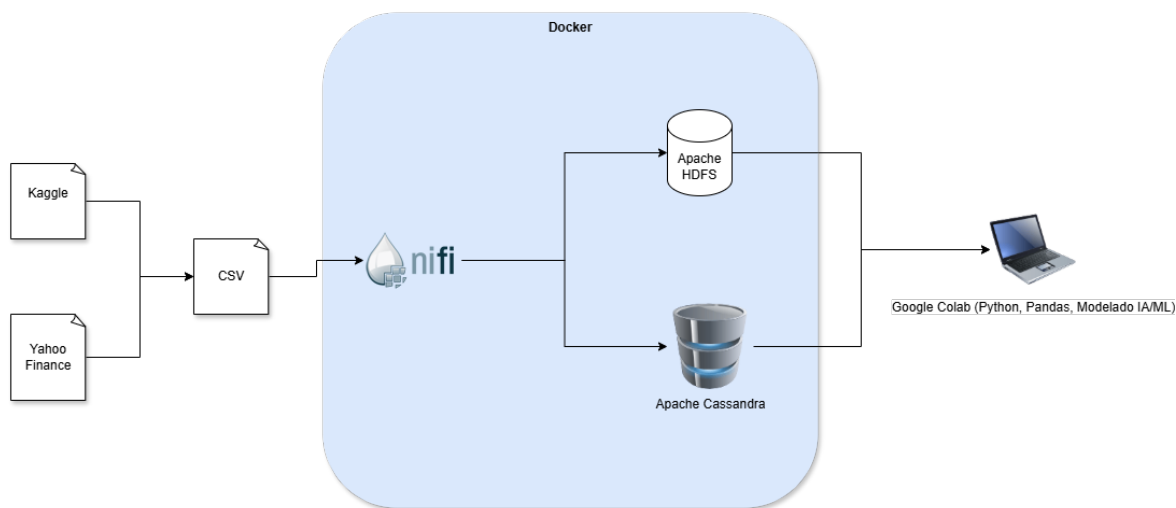 Docker
Kaggle
Yahoo
Finance
CSV
nifi
Apache
HDFS
Apache Cassandra
Google Colab (Python, Pandas, Modelado IA/ML)